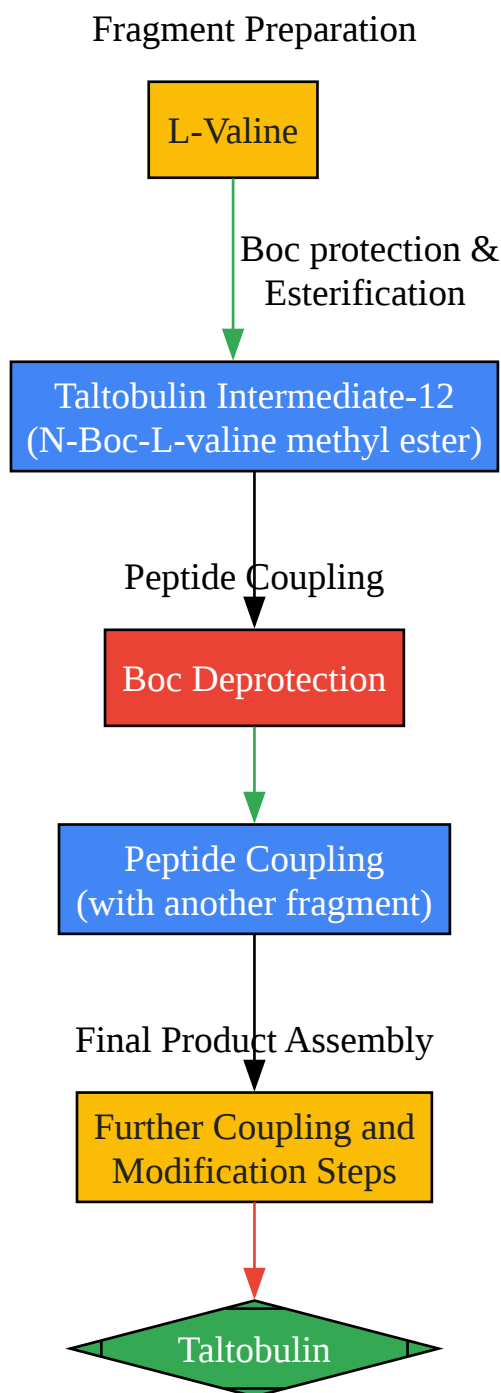 Fragment Preparation
L-Valine
Boc protection &
Esterification
Taltobulin Intermediate-12
(N-Boc-L-valine methyl ester)
Peptide Coupling
Boc Deprotection
Peptide Coupling
(with another fragment)
Final Product Assembly
Further Coupling and
Modification Steps
Taltobulin